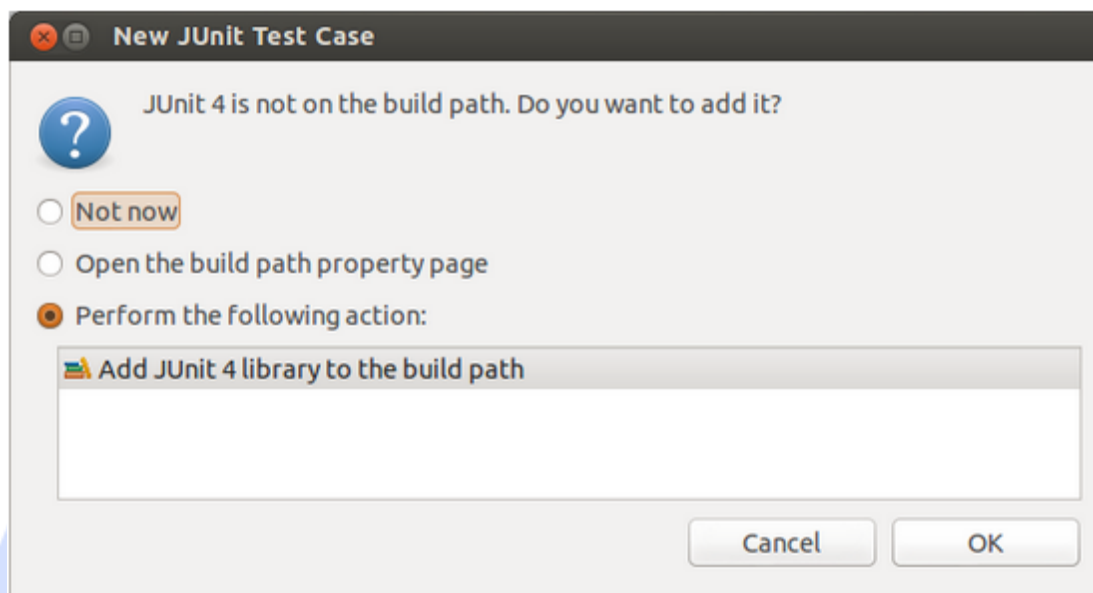 New JUnit Test Case
JUnit 4 is not on the build path. Do you want to add it?
Not now
Open the build path property page
Perform the following action:
Add JUnit 4 library to the build path
Cancel OK